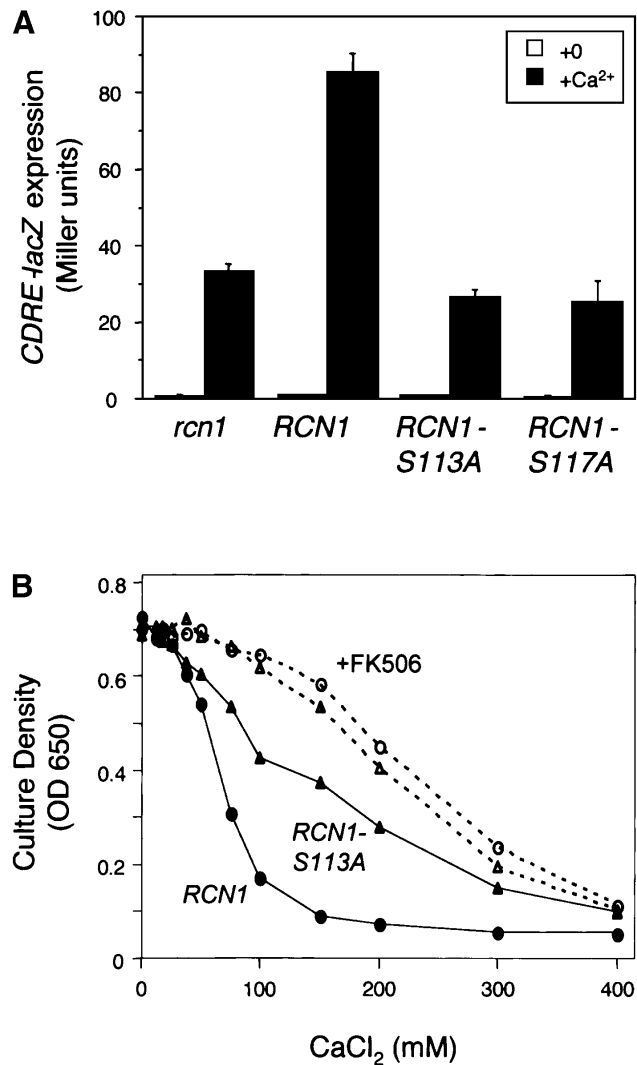 A
CDRE-lacZ expression
(Miller units)
100
80
60
40
20
0
+0
+Ca²⁺
rcn1
RCN1
RCN1-
S113A
RCN1-
S117A
B
Culture Density
(OD 650)
0.8
0.6
0.4
0.2
0
+FK506
RCN1-
S113A
RCN1
0
100
200
300
400
CaCl₂ (mM)